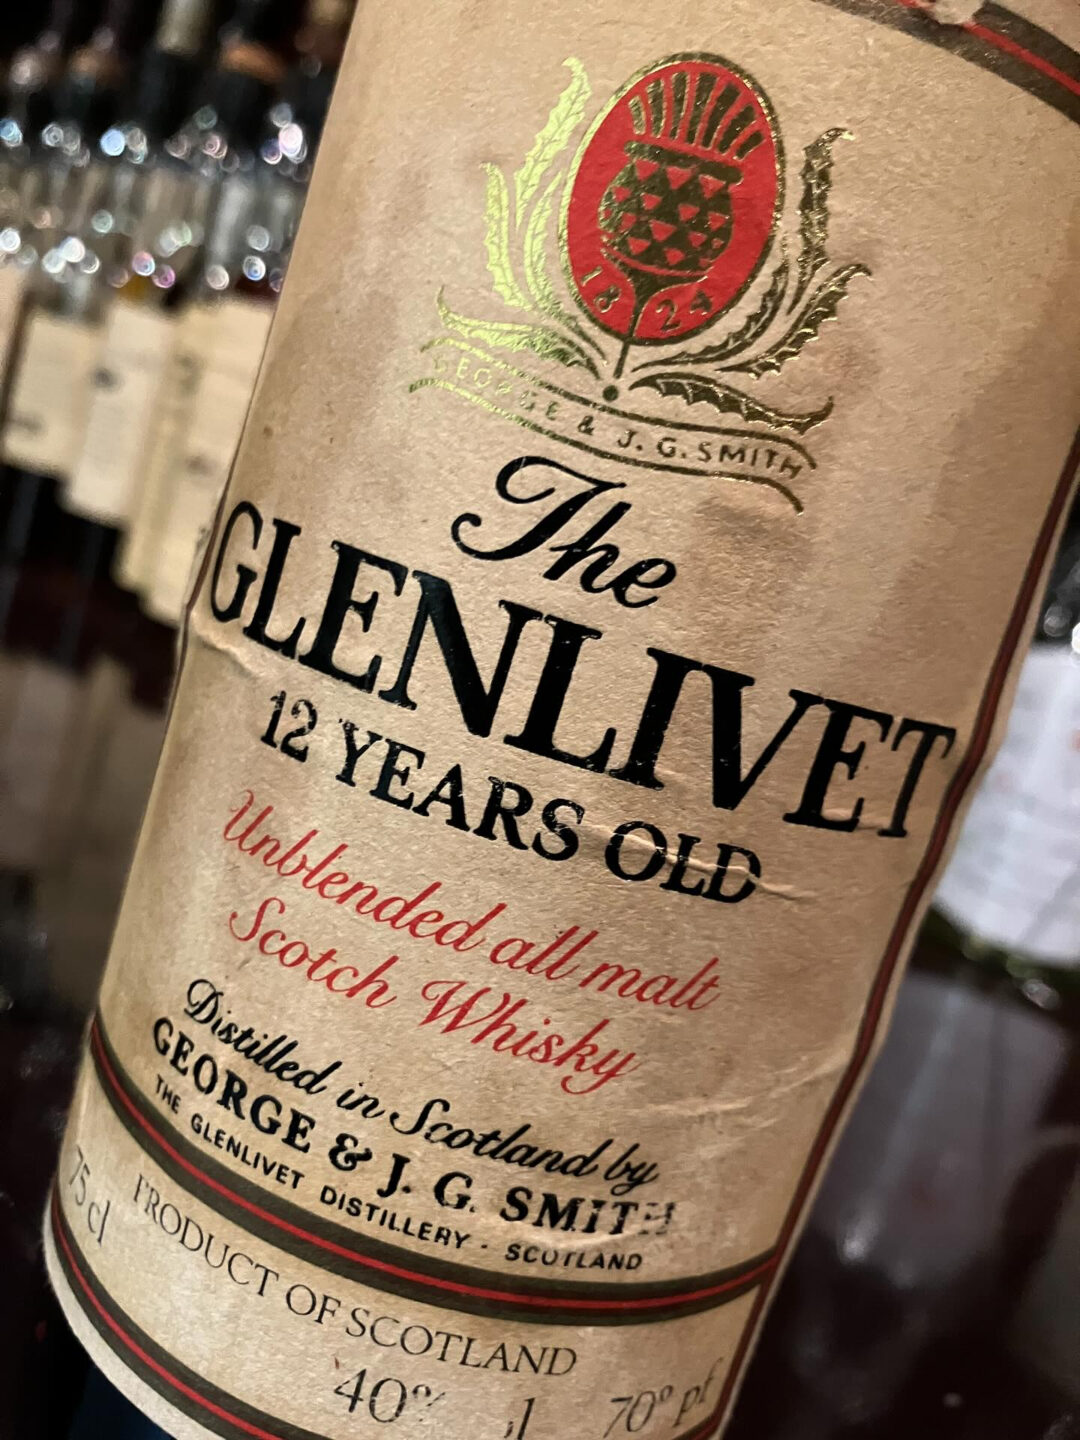 1824
GEORGE & J. G. SMITH
The
GLENLIVET
12 YEARS OLD
Unblended all malt
Scotch Whisky
Distilled in Scotland by
GEORGE & J. G. SMITH
THE GLENLIVET DISTILLERY · SCOTLAND
75 cl
PRODUCT OF SCOTLAND
40% 70º pf